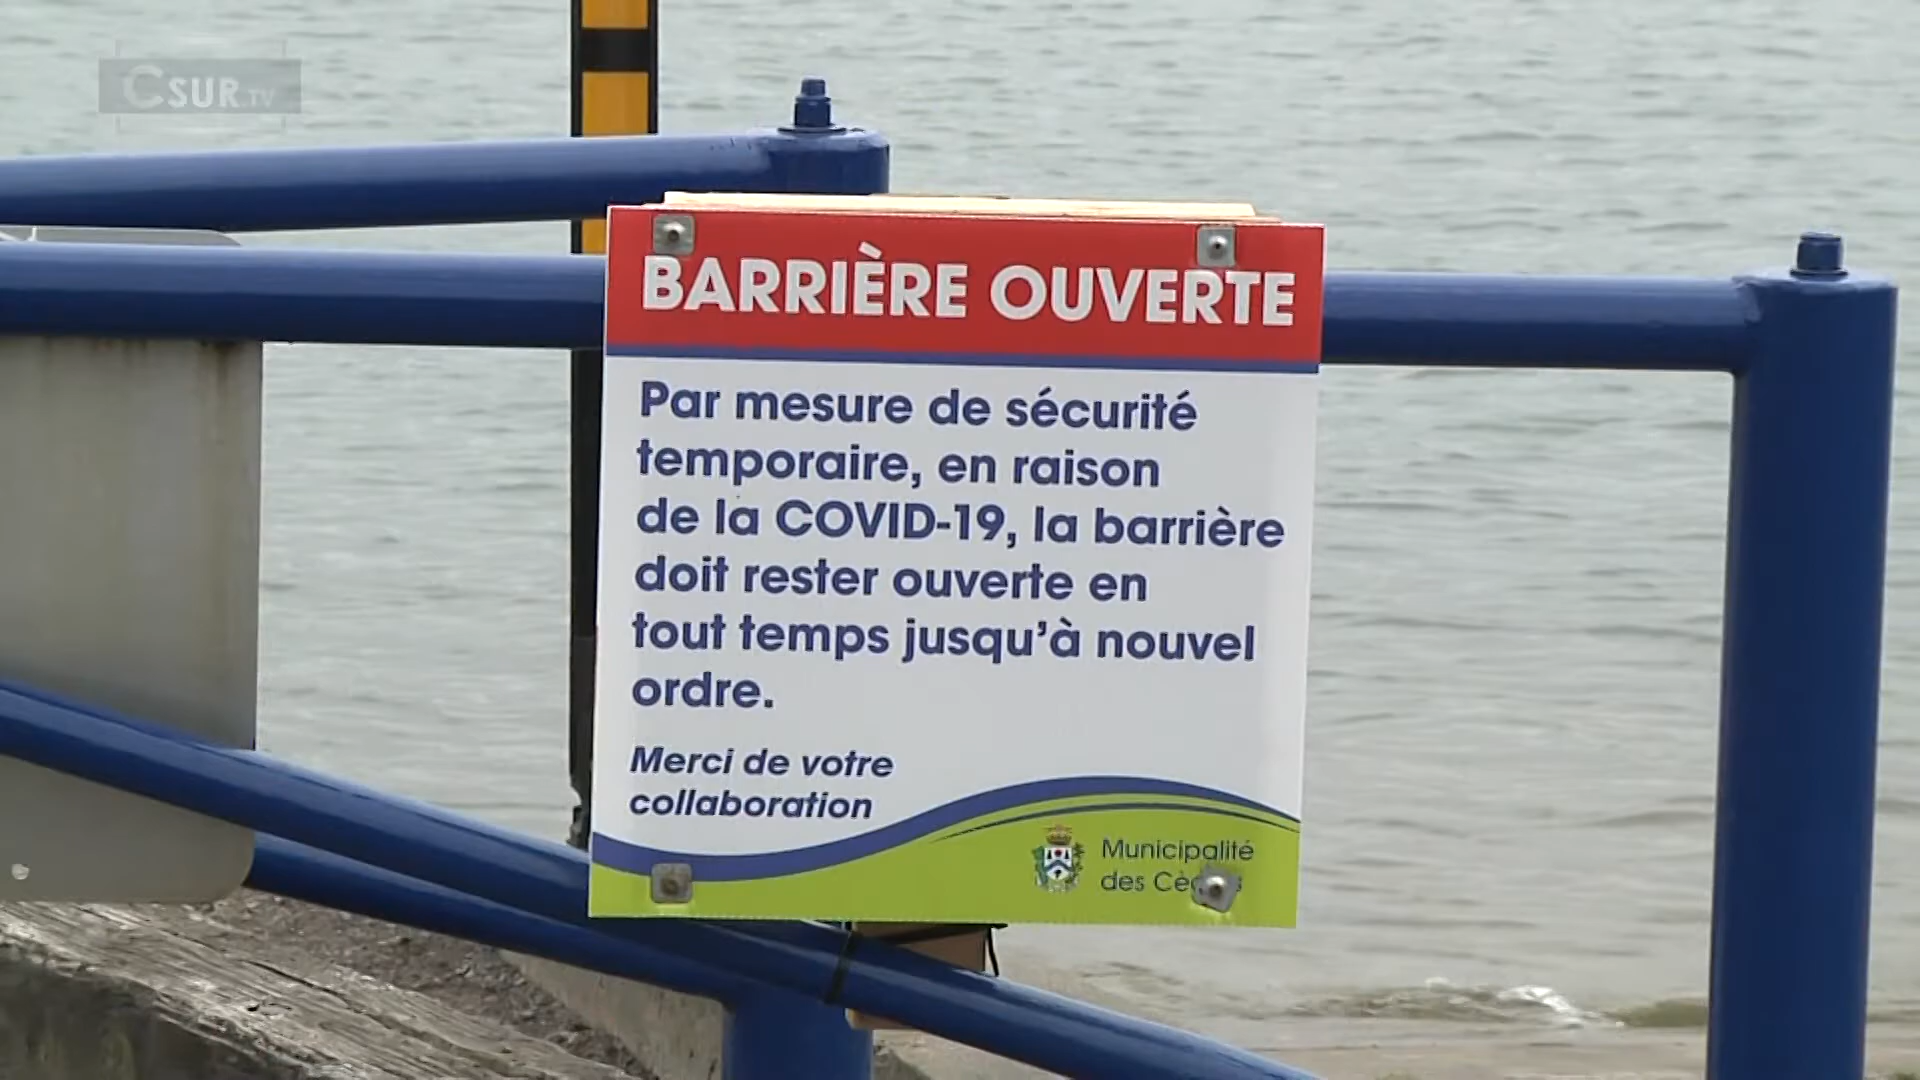 CSUR.TV
BARRIÈRE OUVERTE
Par mesure de sécurité
temporaire, en raison
de la COVID-19, la barrière
doit rester ouverte en
tout temps jusqu'à nouvel
ordre.
Merci de votre
collaboration
Municipalité
des